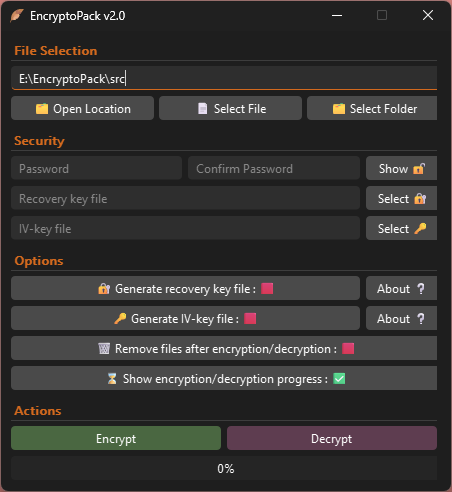 EncryptoPack v2.0
File Selection
E:\EncryptoPack\src
Open Location Select File Select Folder
Security
Password Confirm Password Show
Recovery key file Select
IV-key file Select
Options
Generate recovery key file : About ?
Generate IV-key file : About ?
Remove files after encryption/decryption :
Show encryption/decryption progress :
Actions
Encrypt Decrypt
0%